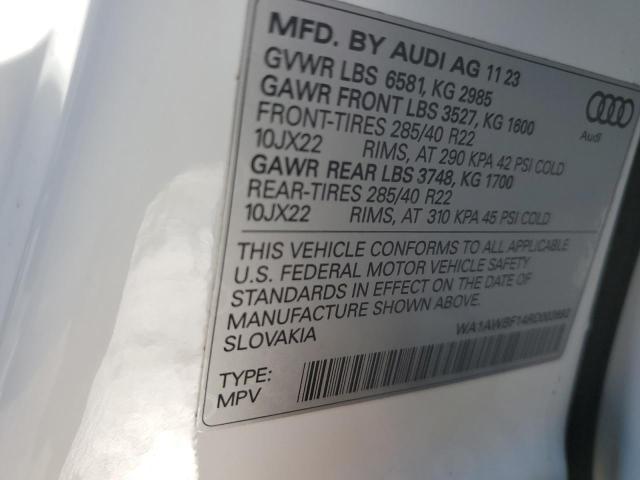 MFD. BY AUDI AG 11 23
GVWR LBS 6581, KG 2985
GAWR FRONT LBS 3527, KG 1600
FRONT-TIRES 285/40 R22
10JX22 RIMS, AT 290 KPA 42 PSI COLD
GAWR REAR LBS 3748, KG 1700
REAR-TIRES 285/40 R22
10JX22 RIMS, AT 310 KPA 45 PSI COLD
Audi
THIS VEHICLE CONFORMS TO ALL APPLICABLE
U.S. FEDERAL MOTOR VEHICLE SAFETY
STANDARDS IN EFFECT ON THE DATE OF
MANUFACTURE SHOWN ABOVE
SLOVAKIA
TYPE:
MPV